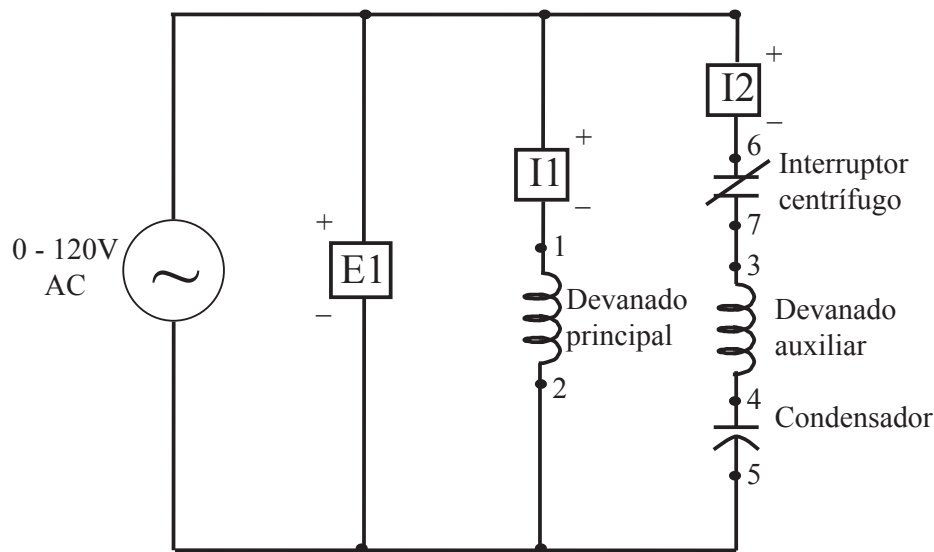 +
I2
–
6
Interruptor
centrífugo
7
+
I1
–
1
3
0 - 120V
AC
~
+
E1
–
Devanado
principal
2
Devanado
auxiliar
4
Condensador
5